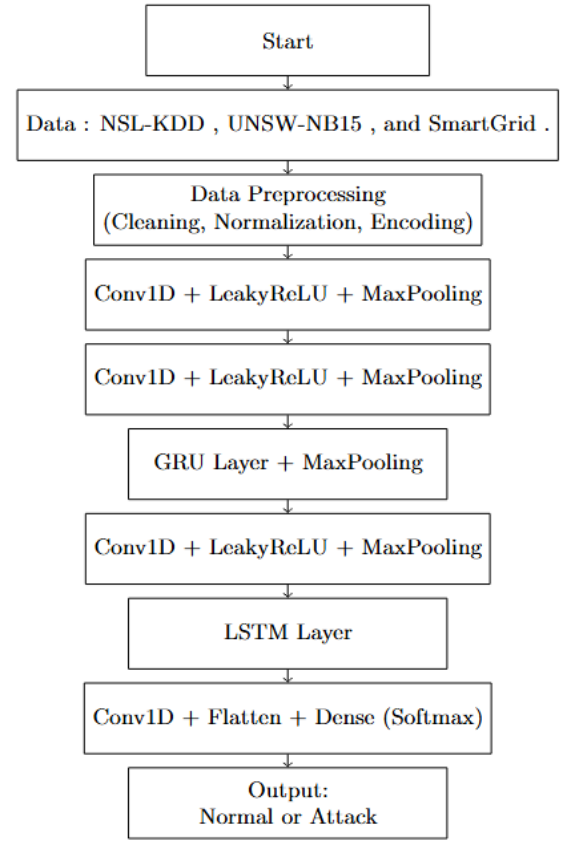 Start
Data : NSL-KDD , UNSW-NB15 , and SmartGrid .
Data Preprocessing
(Cleaning, Normalization, Encoding)
Conv1D + LeakyReLU + MaxPooling
Conv1D + LeakyReLU + MaxPooling
GRU Layer + MaxPooling
Conv1D + LeakyReLU + MaxPooling
LSTM Layer
Conv1D + Flatten + Dense (Softmax)
Output:
Normal or Attack